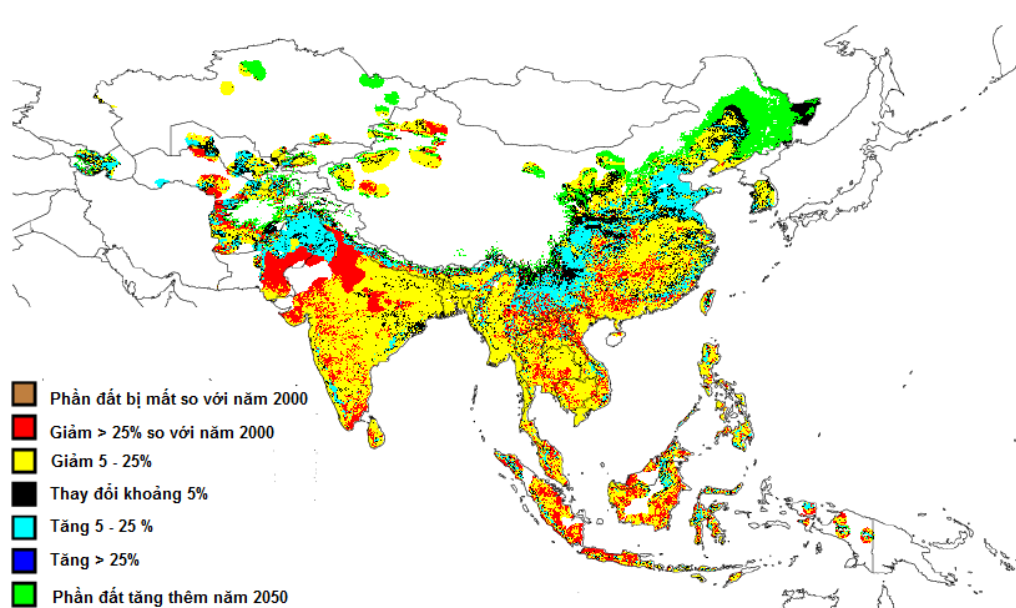 Phần đất bị mất so với năm 2000
Giảm > 25% so với năm 2000
Giảm 5 - 25%
Thay đổi khoảng 5%
Tăng 5 - 25 %
Tăng > 25%
Phần đất tăng thêm năm 2050